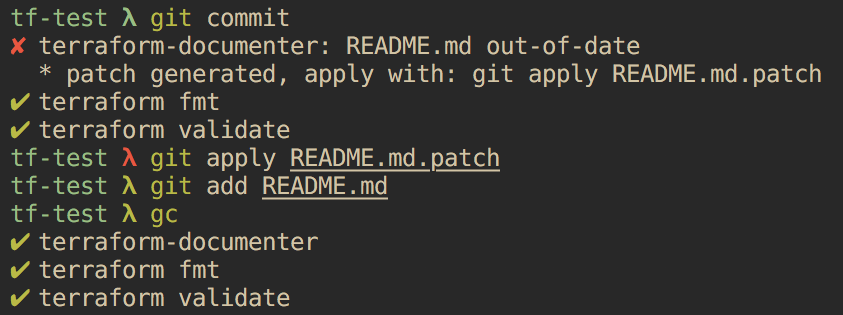 tf-test λ git commit
✘ terraform-documenter: README.md out-of-date
* patch generated, apply with: git apply README.md.patch
✔ terraform fmt
✔ terraform validate
tf-test λ git apply README.md.patch
tf-test λ git add README.md
tf-test λ gc
✔ terraform-documenter
✔ terraform fmt
✔ terraform validate